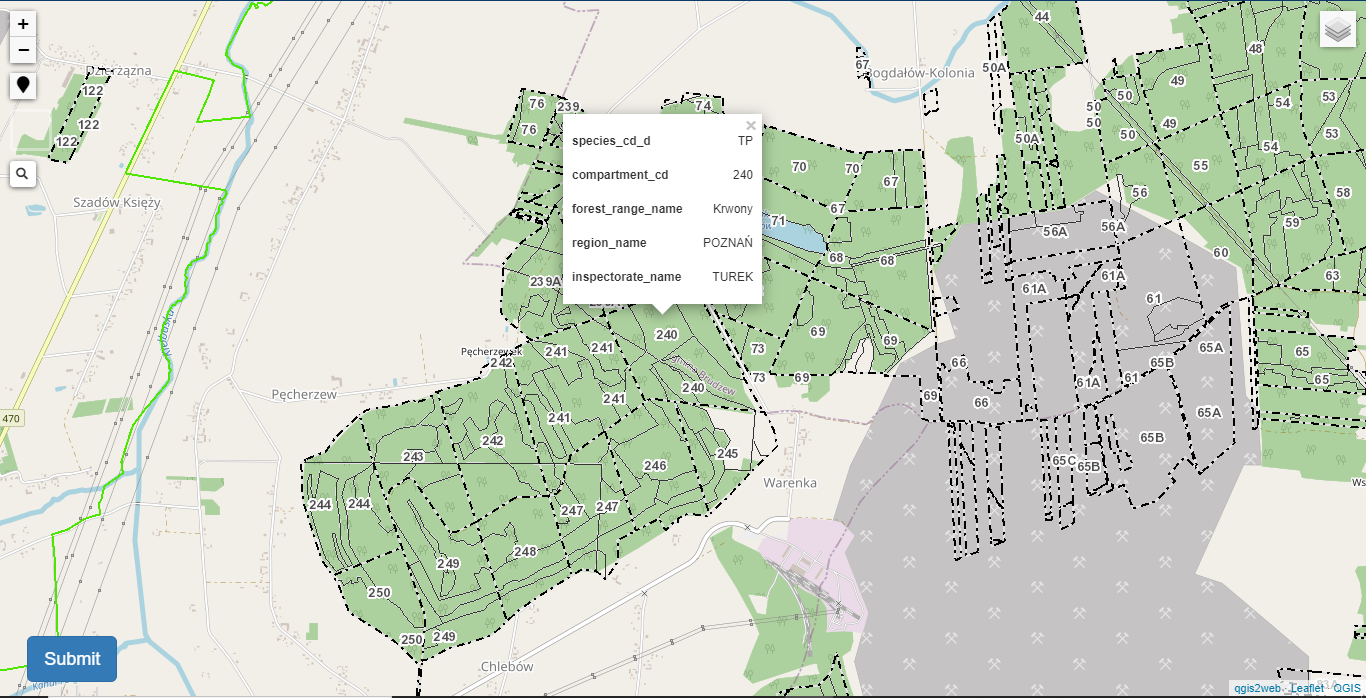 +
−
Dzierżązna
122
122
122
67
Bogdałów-Kolonia
44
50A
48
49
50
54
53
76
239
74
50
50
49
50
53
76
50A
54
Szadów Księży
×
species_cd_d TP
compartment_cd 240
forest_range_name Krwony
region_name POZNAŃ
inspectorate_name TUREK
70
70
67
55
56
58
67
71
59
56A
56A
68
68
60
239A
61A
61A
63
61
240
69
69
241
241
73
65A
65
Pęcherzewek
242
66
65B
73
69
61A
61
65
240
Pęcherzew
241
69
66
470
241
65A
242
65B
243
245
246
65C
65B
Warenka
244
244
247
247
248
249
250
250
249
Chlebów
Submit
qgis2web · Leaflet · QGIS